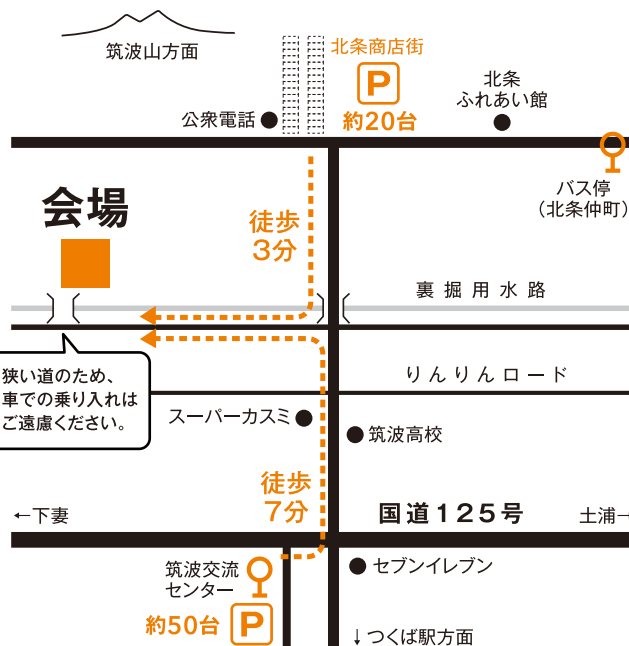 筑波山方面
北条商店街
P
約20台
公衆電話
北条
ふれあい館
バス停
（北条仲町）
会場
徒歩
3分
裏掘用水路
狭い道のため、
車での乗り入れは
ご遠慮ください。
りんりんロード
スーパーカスミ
筑波高校
徒歩
7分
←下妻
国道125号
土浦→
筑波交流
センター
セブンイレブン
約50台
P
↓つくば駅方面